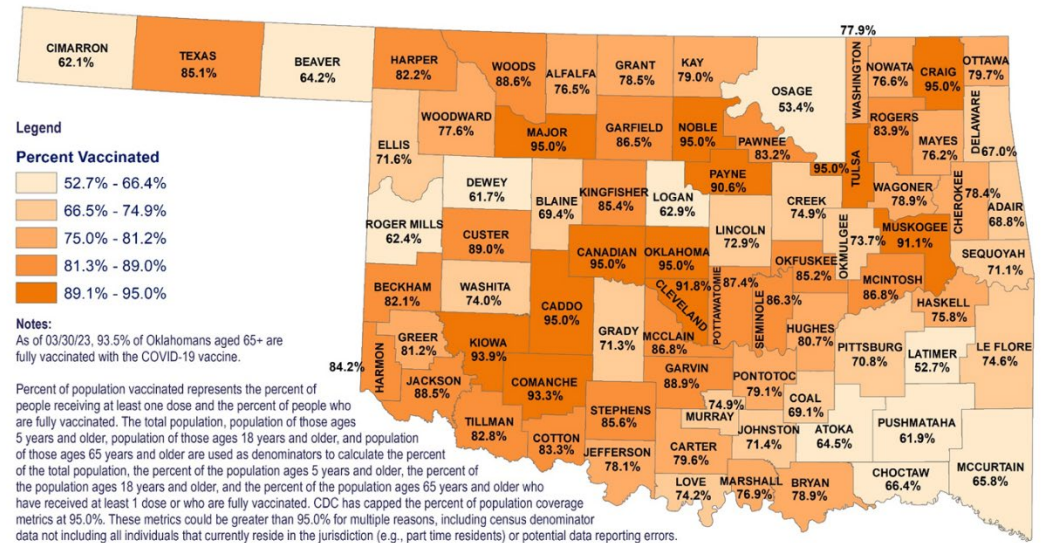 77.9%
CIMARRON
62.1%
TEXAS
85.1%
BEAVER
64.2%
HARPER
82.2%
WOODS
88.6%
ALFALFA
76.5%
GRANT
78.5%
KAY
79.0%
OSAGE
53.4%
WASHINGTON
NOWATA
76.6%
CRAIG
95.0%
OTTAWA
79.7%
DELAWARE
67.0%
WOODWARD
77.6%
MAJOR
95.0%
GARFIELD
86.5%
NOBLE
95.0%
PAWNEE
83.2%
ROGERS
83.9%
MAYES
76.2%
ELLIS
71.6%
95.0%
TULSA
PAYNE
90.6%
WAGONER
78.9%
CHEROKEE
78.4%
ADAIR
68.8%
DEWEY
61.7%
BLAINE
69.4%
KINGFISHER
85.4%
LOGAN
62.9%
CREEK
74.9%
ROGER MILLS
62.4%
CUSTER
89.0%
CANADIAN
95.0%
OKLAHOMA
95.0%
LINCOLN
72.9%
OKMULGEE
73.7%
MUSKOGEE
91.1%
SEQUOYAH
71.1%
OKFUSKEE
85.2%
MCINTOSH
86.8%
BECKHAM
82.1%
WASHITA
74.0%
CADDO
95.0%
GRADY
71.3%
91.8%
CLEVELAND
POTTAWATOMIE
87.4%
SEMINOLE
86.3%
HUGHES
80.7%
HASKELL
75.8%
GREER
81.2%
KIOWA
93.9%
MCCLAIN
86.8%
PITTSBURG
70.8%
LATIMER
52.7%
LE FLORE
74.6%
84.2%
HARMON
JACKSON
88.5%
COMANCHE
93.3%
GARVIN
88.9%
PONTOTOC
79.1%
TILLMAN
82.8%
COTTON
83.3%
STEPHENS
85.6%
74.9%
MURRAY
COAL
69.1%
JOHNSTON
71.4%
ATOKA
64.5%
PUSHMATAHA
61.9%
JEFFERSON
78.1%
CARTER
79.6%
LOVE
74.2%
MARSHALL
76.9%
BRYAN
78.9%
CHOCTAW
66.4%
MCCURTAIN
65.8%
Legend
Percent Vaccinated
52.7% - 66.4%
66.5% - 74.9%
75.0% - 81.2%
81.3% - 89.0%
89.1% - 95.0%
Notes:
As of 03/30/23, 93.5% of Oklahomans aged 65+ are
fully vaccinated with the COVID-19 vaccine.
Percent of population vaccinated represents the percent of
people receiving at least one dose and the percent of people who
are fully vaccinated. The total population, population of those ages
5 years and older, population of those ages 18 years and older, and population
of those ages 65 years and older are used as denominators to calculate the percent
of the total population, the percent of the population ages 5 years and older, the percent of
the population ages 18 years and older, and the percent of the population ages 65 years and older who
have received at least 1 dose or who are fully vaccinated. CDC has capped the percent of population coverage
metrics at 95.0%. These metrics could be greater than 95.0% for multiple reasons, including census denominator
data not including all individuals that currently reside in the jurisdiction (e.g., part time residents) or potential data reporting errors.